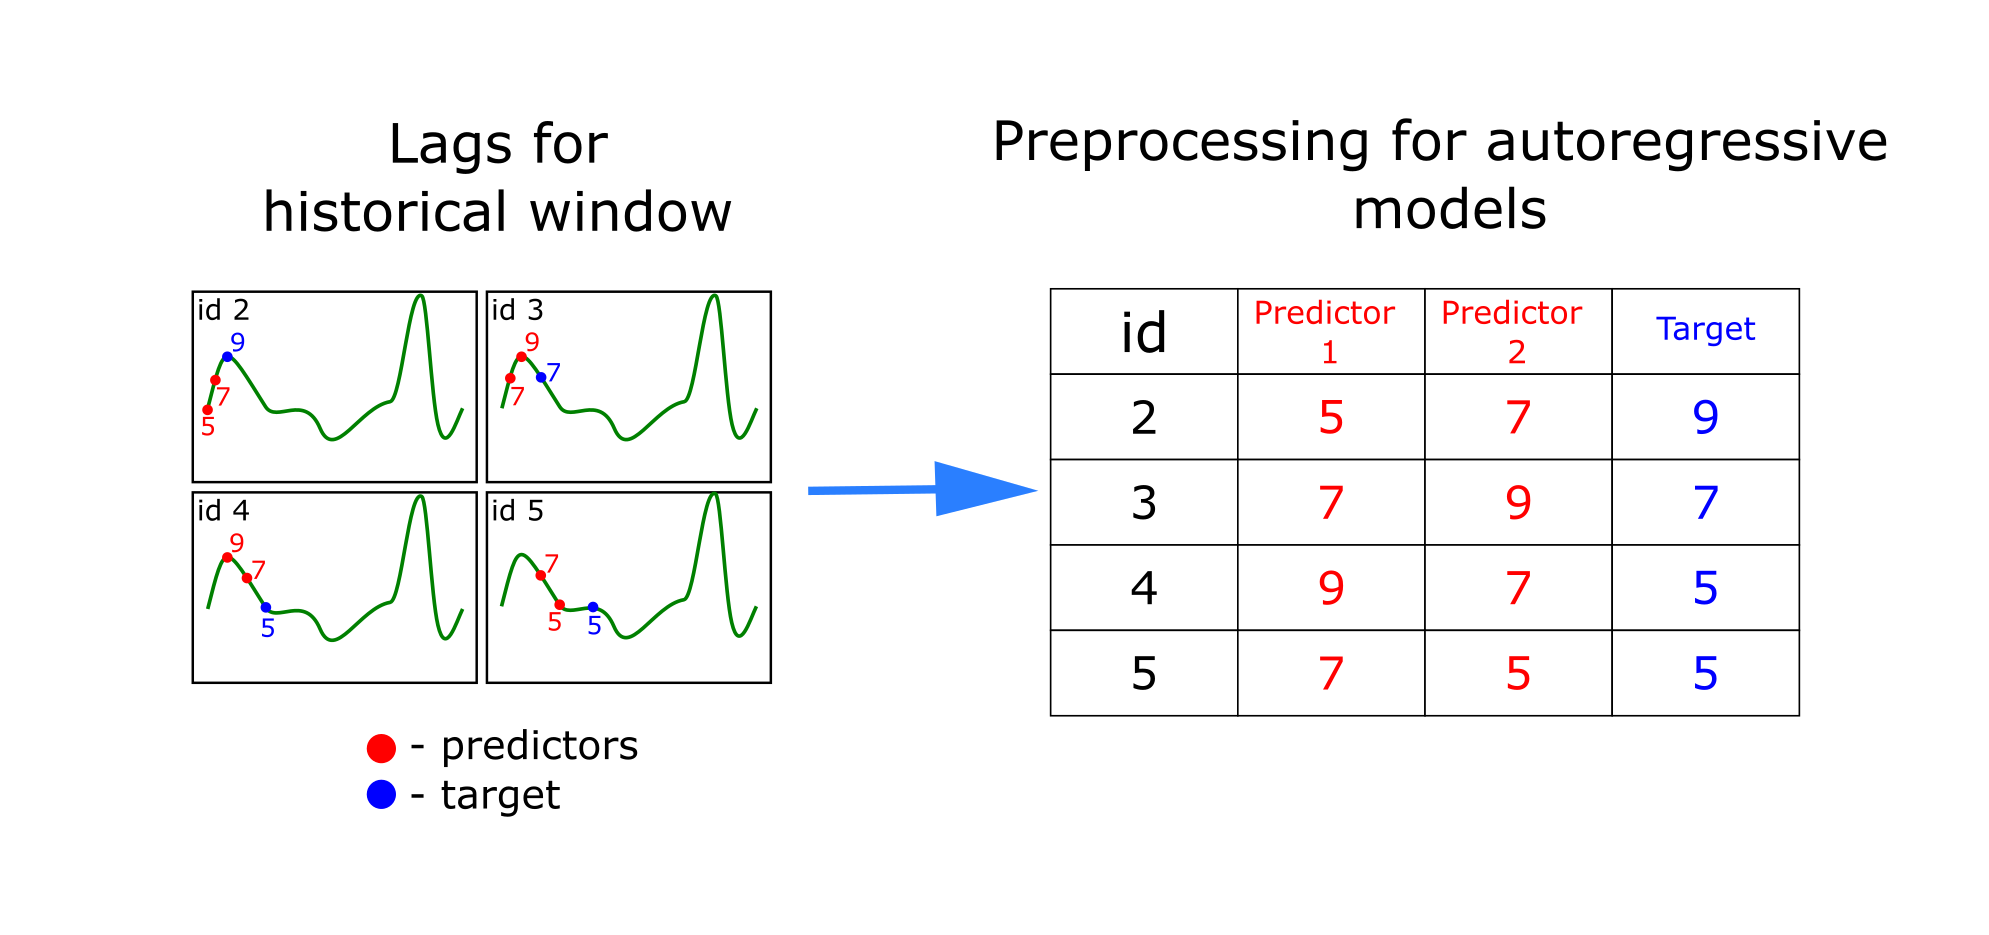 Lags for
historical window
id 2
9
7
5
id 3
9
7
7
id 4
9
7
5
id 5
7
5
5
- predictors
- target
Preprocessing for autoregressive
models
id Predictor 1 Predictor 2 Target
2 5 7 9
3 7 9 7
4 9 7 5
5 7 5 5